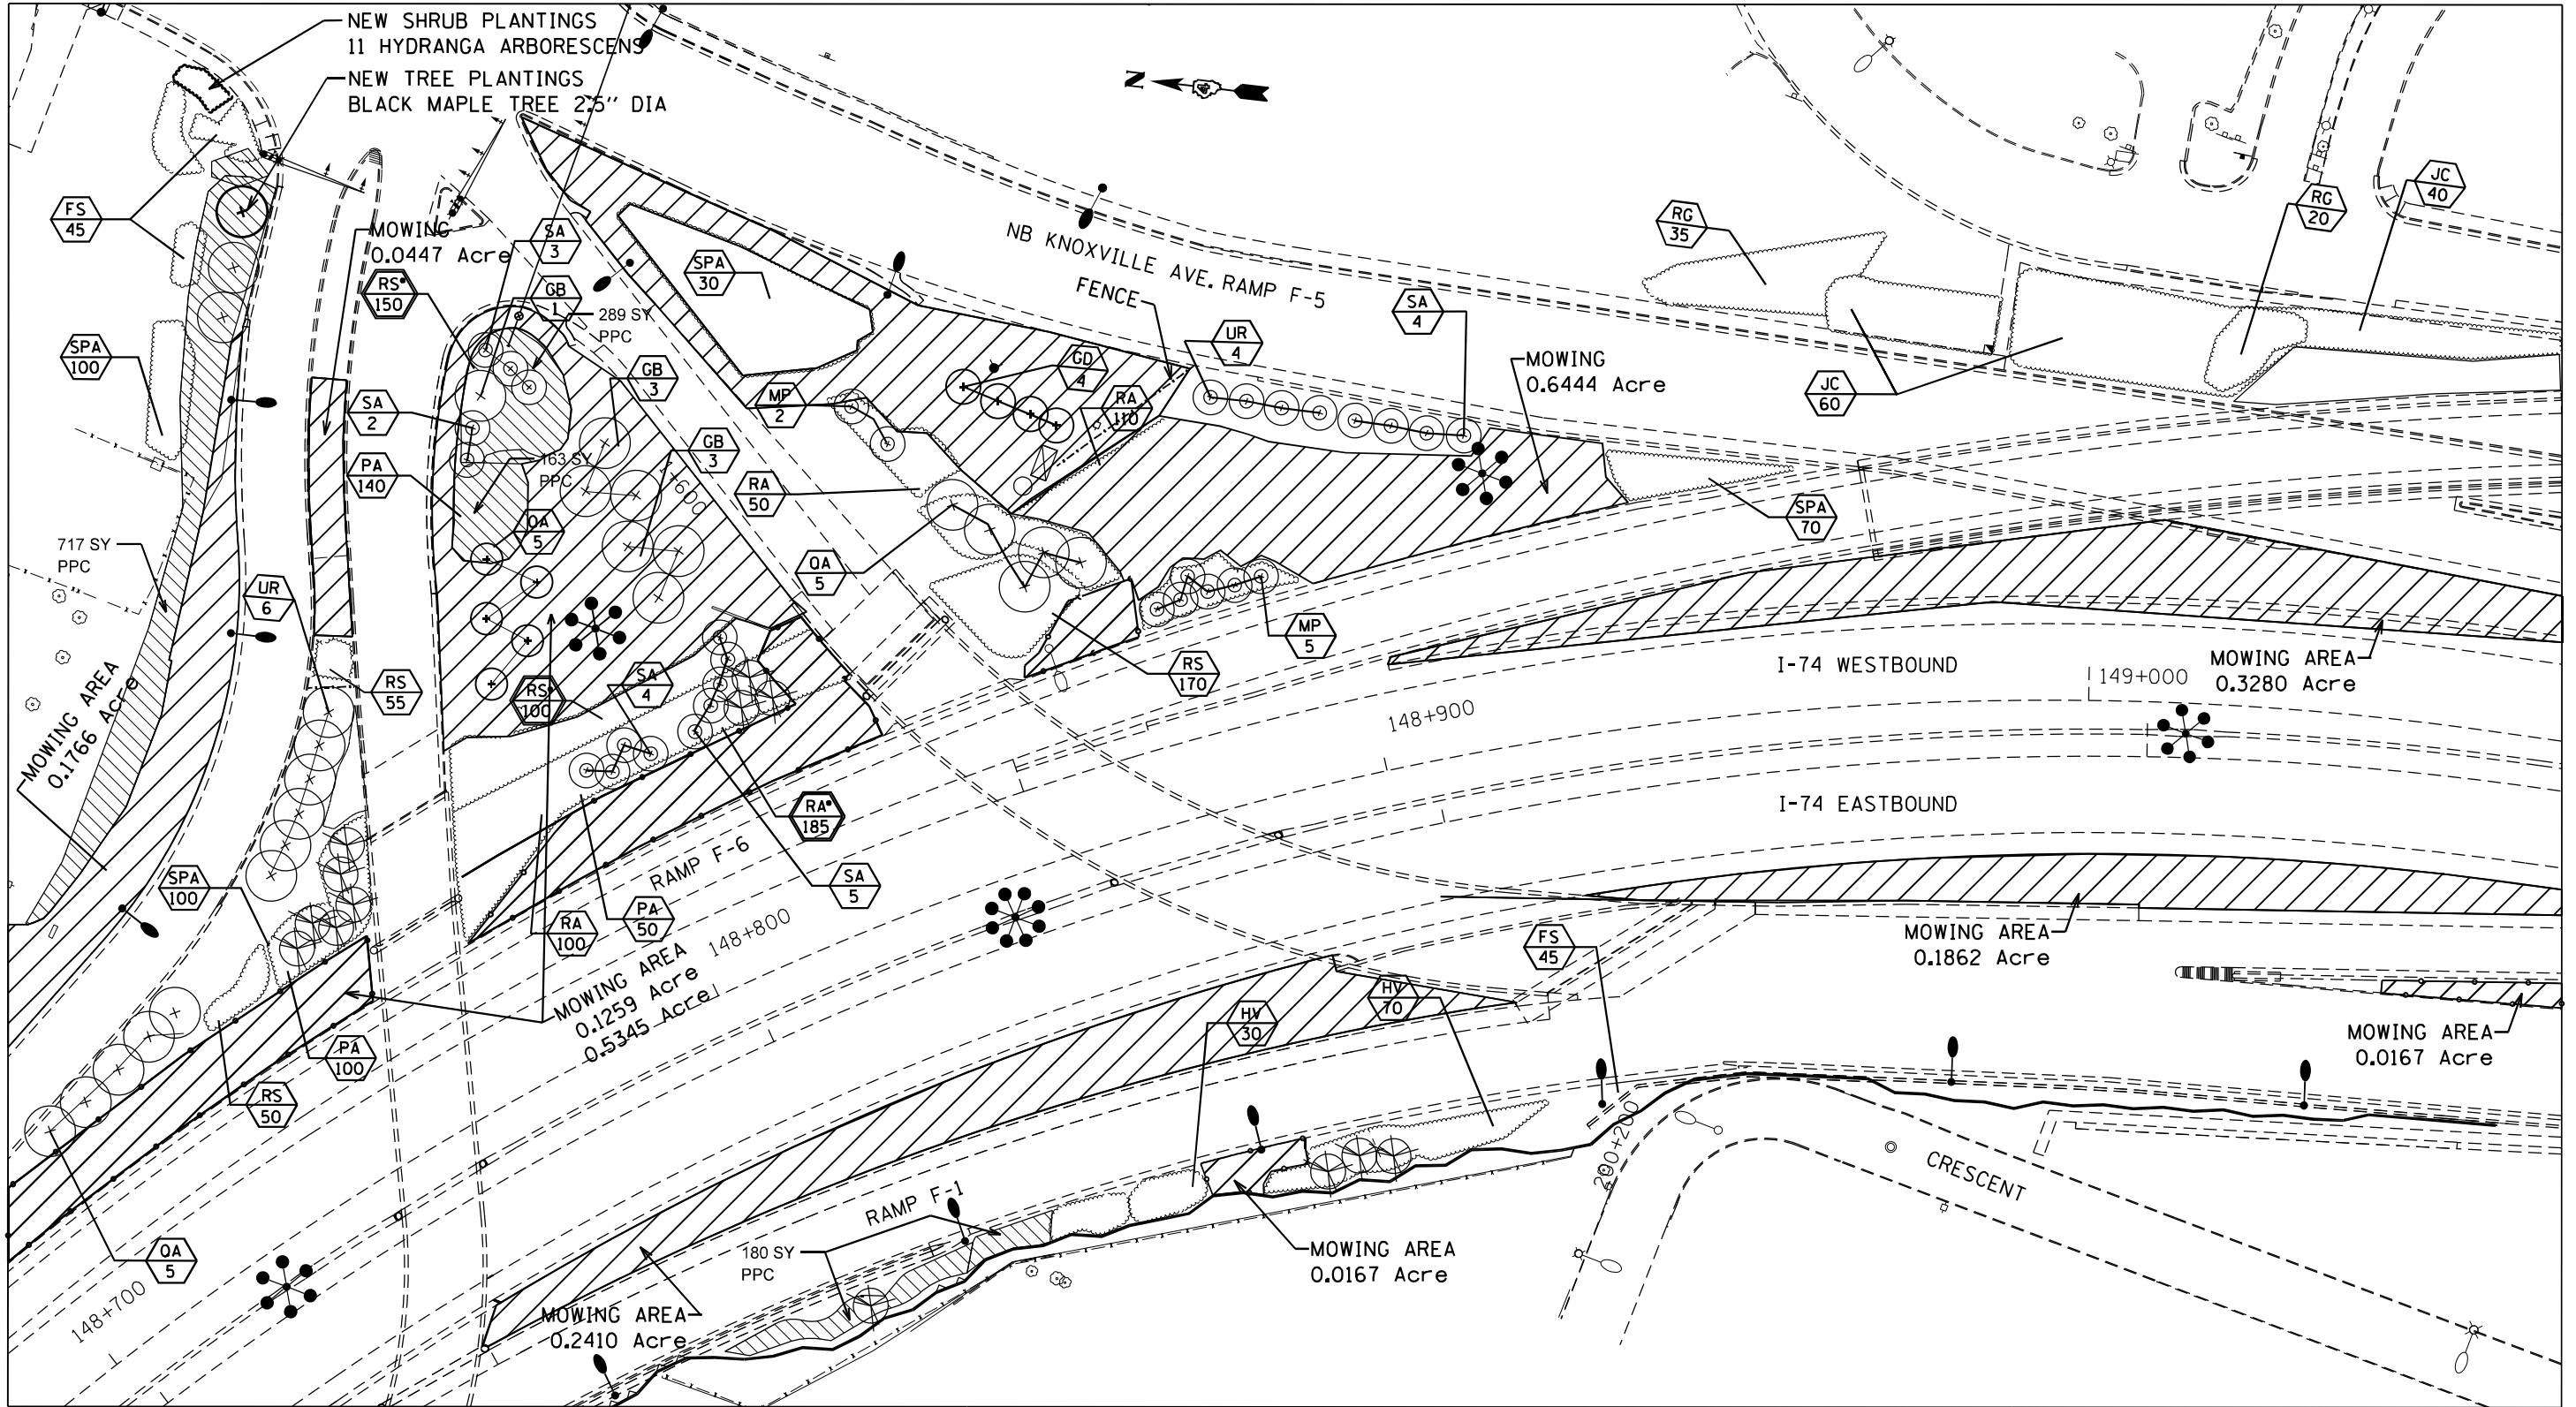 NEW SHRUB PLANTINGS
11 HYDRANGA ARBORESCENS
NEW TREE PLANTINGS
BLACK MAPLE TREE 2.5" DIA
N
FS
45
MOWING
0.0447 Acre
SA
3
RS*
150
GB
1
289 SY
PPC
SPA
30
NB KNOXVILLE AVE. RAMP F-5
FENCE
SA
4
RG
35
RG
20
JC
40
SPA
100
GB
3
UR
4
GD
4
MOWING
0.6444 Acre
JC
60
SA
2
MP
2
RA
110
PA
140
163 SY
PPC
GB
3
RA
50
SPA
70
OA
5
OA
5
717 SY
PPC
UR
6
MP
5
RS
55
RS*
100
SA
4
RS
170
I-74 WESTBOUND
149+000
MOWING AREA
0.3280 Acre
148+900
MOWING AREA
0.1766 Acre
I-74 EASTBOUND
RA*
185
RAMP F-6
SA
5
SPA
100
RA
100
PA
50
148+800
MOWING AREA
0.1259 Acre
0.5345 Acre
FS
45
MOWING AREA
0.1862 Acre
HV
70
HV
30
MOWING AREA
0.0167 Acre
PA
100
RS
50
290+200
CRESCENT
RAMP F-1
180 SY
PPC
MOWING AREA
0.0167 Acre
OA
5
148+700
MOWING AREA
0.2410 Acre